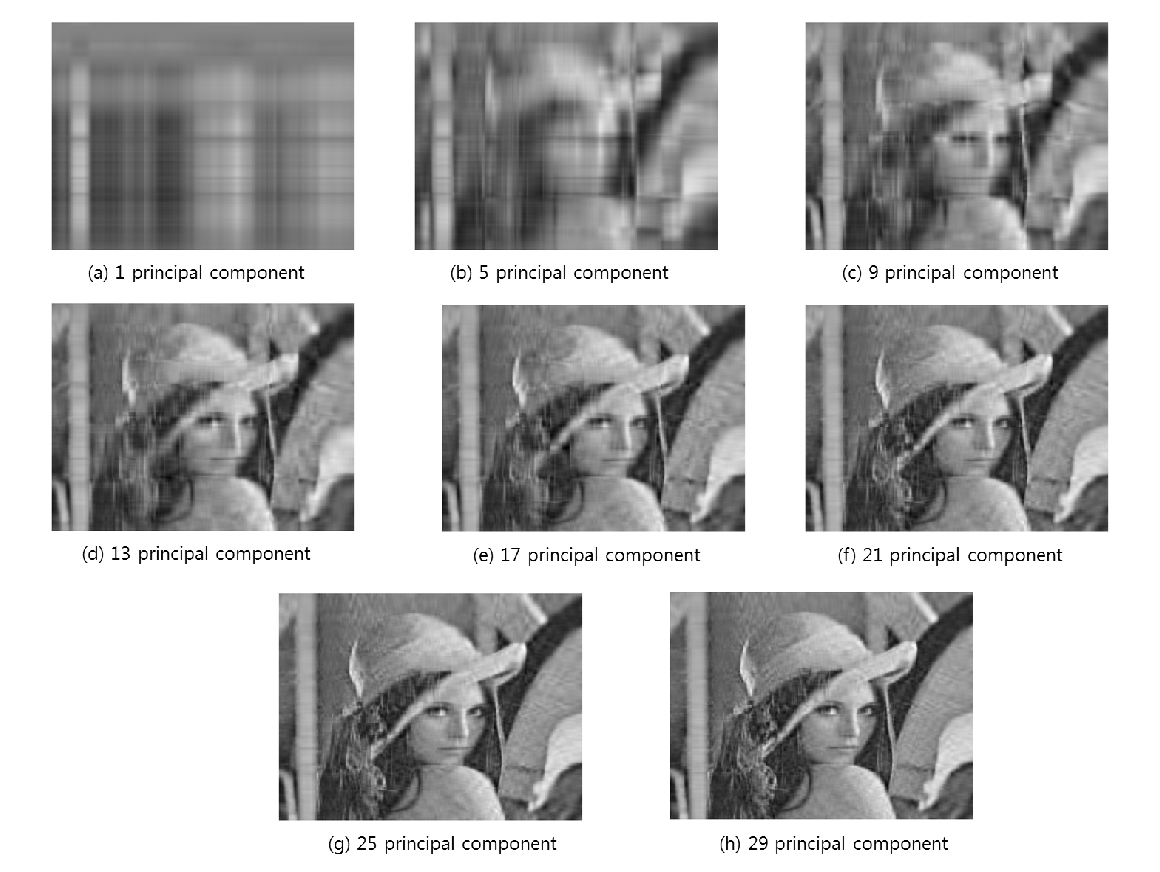 (a) 1 principal component
(b) 5 principal component
(c) 9 principal component
(d) 13 principal component
(e) 17 principal component
(f) 21 principal component
(g) 25 principal component
(h) 29 principal component